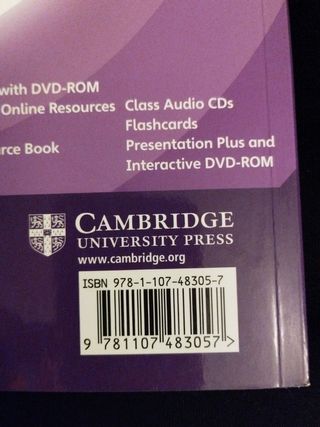 with DVD-ROM
Online Resources Class Audio CDs
Flashcards
rce Book Presentation Plus and
Interactive DVD-ROM
CAMBRIDGE
UNIVERSITY PRESS
www.cambridge.org
ISBN 978-1-107-48305-7
9 781107 483057 >